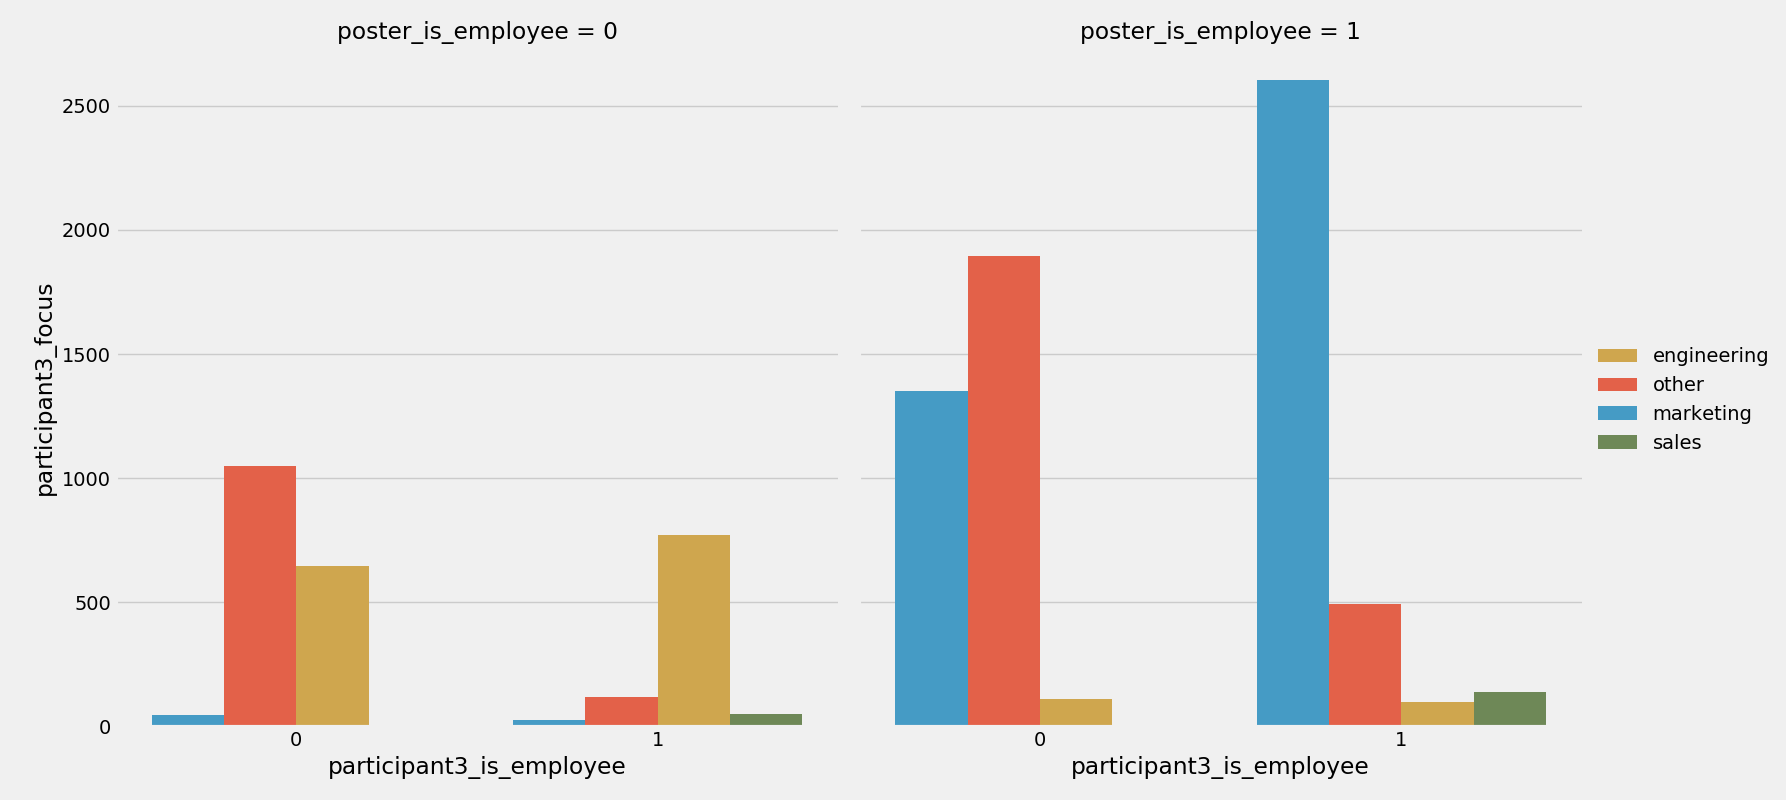 poster_is_employee = 0
poster_is_employee = 1
participant3_focus
2500
2000
1500
1000
500
0
0
1
0
1
participant3_is_employee
participant3_is_employee
engineering
other
marketing
sales